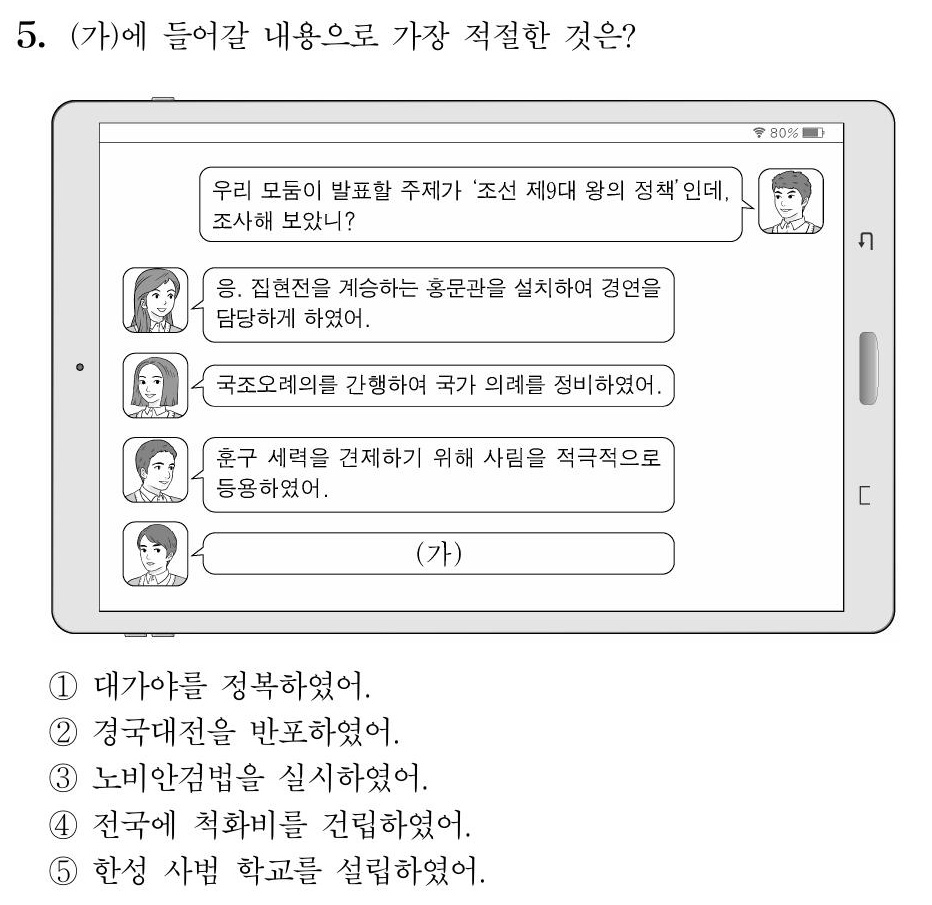 5. (가)에 들어갈 내용으로 가장 적절한 것은?
80%
우리 모둠이 발표할 주제가 ‘조선 제9대 왕의 정책’인데,
조사해 보았니?
응. 집현전을 계승하는 홍문관을 설치하여 경연을
담당하게 하였어.
국조오례의를 간행하여 국가 의례를 정비하였어.
훈구 세력을 견제하기 위해 사림을 적극적으로
등용하였어.
(가)
① 대가야를 정복하였어.
② 경국대전을 반포하였어.
③ 노비안검법을 실시하였어.
④ 전국에 척화비를 건립하였어.
⑤ 한성 사범 학교를 설립하였어.